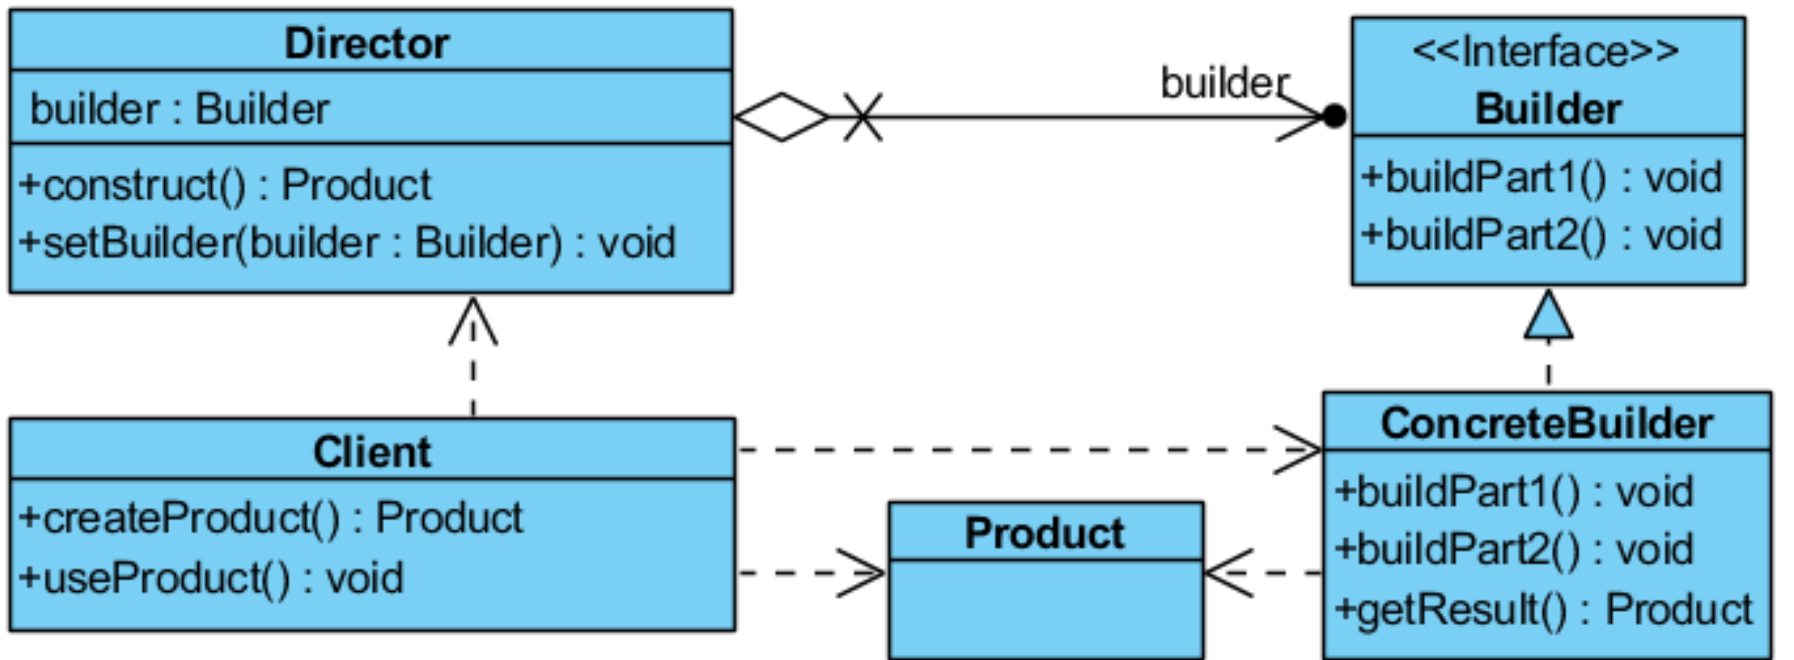 Director
builder : Builder
+construct() : Product
+setBuilder(builder : Builder) : void
builder
<<Interface>>
Builder
+buildPart1() : void
+buildPart2() : void
Client
+createProduct() : Product
+useProduct() : void
Product
ConcreteBuilder
+buildPart1() : void
+buildPart2() : void
+getResult() : Product